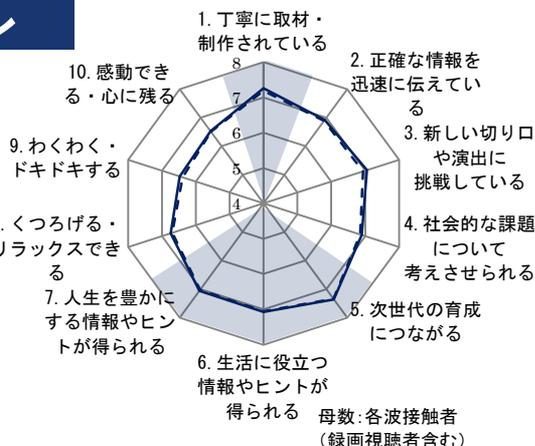 ン
1. 丁寧に取材・
制作されている
2. 正確な情報を
迅速に伝えてい
る
3. 新しい切り口
や演出に
挑戦している
4. 社会的な課題
について
考えさせられる
5. 次世代の育成
につながる
6. 生活に役立つ
情報やヒントが
得られる
7. 人生を豊かに
する情報やヒン
トが得られる
. くつろげる・
リラックスでき
る
9. わくわく・
ドキドキする
10. 感動でき
る・心に残る
8
7
6
5
4
母数:各波接触者
(録画視聴者含む)